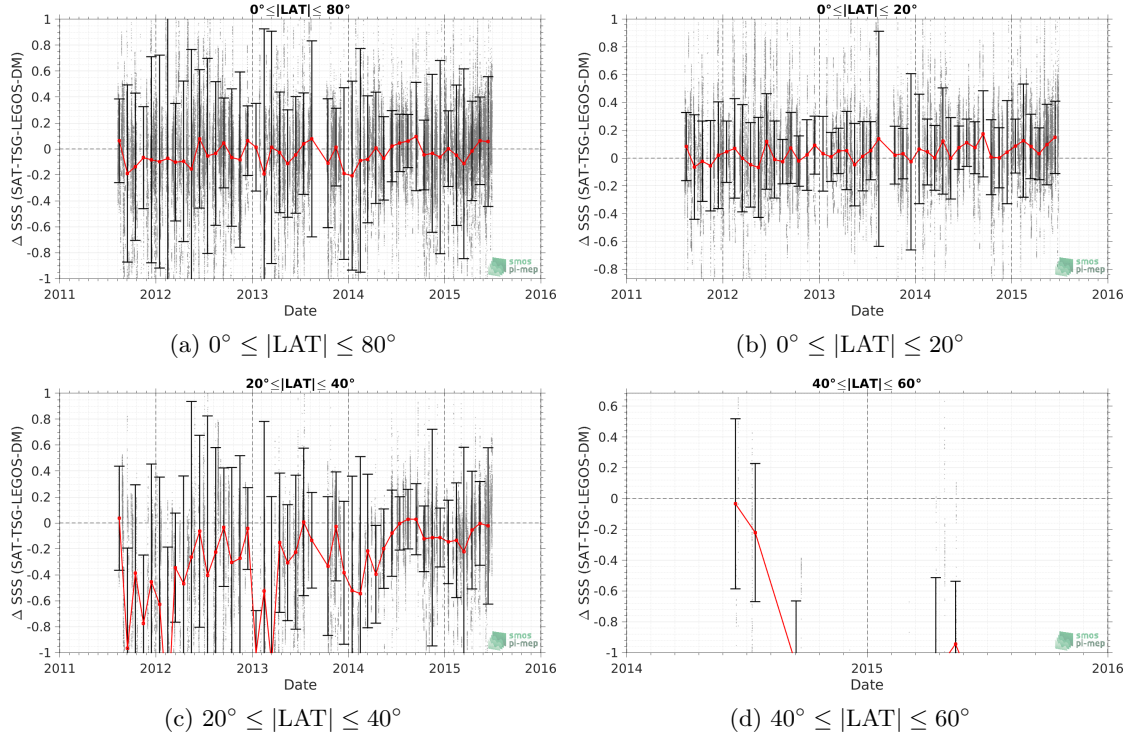 0°≤|LAT|≤ 80°
Δ SSS (SAT-TSG-LEGOS-DM)
1
0.8
0.6
0.4
0.2
0
-0.2
-0.4
-0.6
-0.8
-1
2011 2012 2013 2014 2015 2016
Date
smos
pi-mep
(a) 0° ≤ |LAT| ≤ 80°
0°≤|LAT|≤ 20°
Δ SSS (SAT-TSG-LEGOS-DM)
1
0.8
0.6
0.4
0.2
0
-0.2
-0.4
-0.6
-0.8
2011 2012 2013 2014 2015 2016
Date
smos
pi-mep
(b) 0° ≤ |LAT| ≤ 20°
20°≤|LAT|≤ 40°
Δ SSS (SAT-TSG-LEGOS-DM)
1
0.8
0.6
0.4
0.2
0
-0.2
-0.4
-0.6
-0.8
-1
2011 2012 2013 2014 2015 2016
Date
smos
pi-mep
(c) 20° ≤ |LAT| ≤ 40°
40°≤|LAT|≤ 60°
Δ SSS (SAT-TSG-LEGOS-DM)
0.6
0.4
0.2
0
-0.2
-0.4
-0.6
-0.8
-1
2014 2015 2016
Date
smos
pi-mep
(d) 40° ≤ |LAT| ≤ 60°